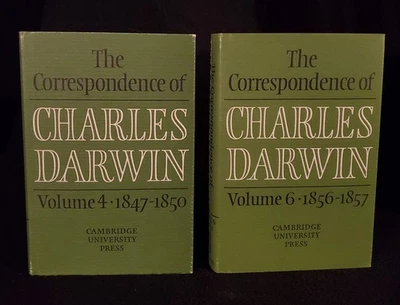 The
Correspondence of
CHARLES
DARWIN
Volume 4 · 1847-1850
CAMBRIDGE
UNIVERSITY
PRESS
The
Correspondence of
CHARLES
DARWIN
Volume 6 · 1856-1857
CAMBRIDGE
UNIVERSITY
PRESS